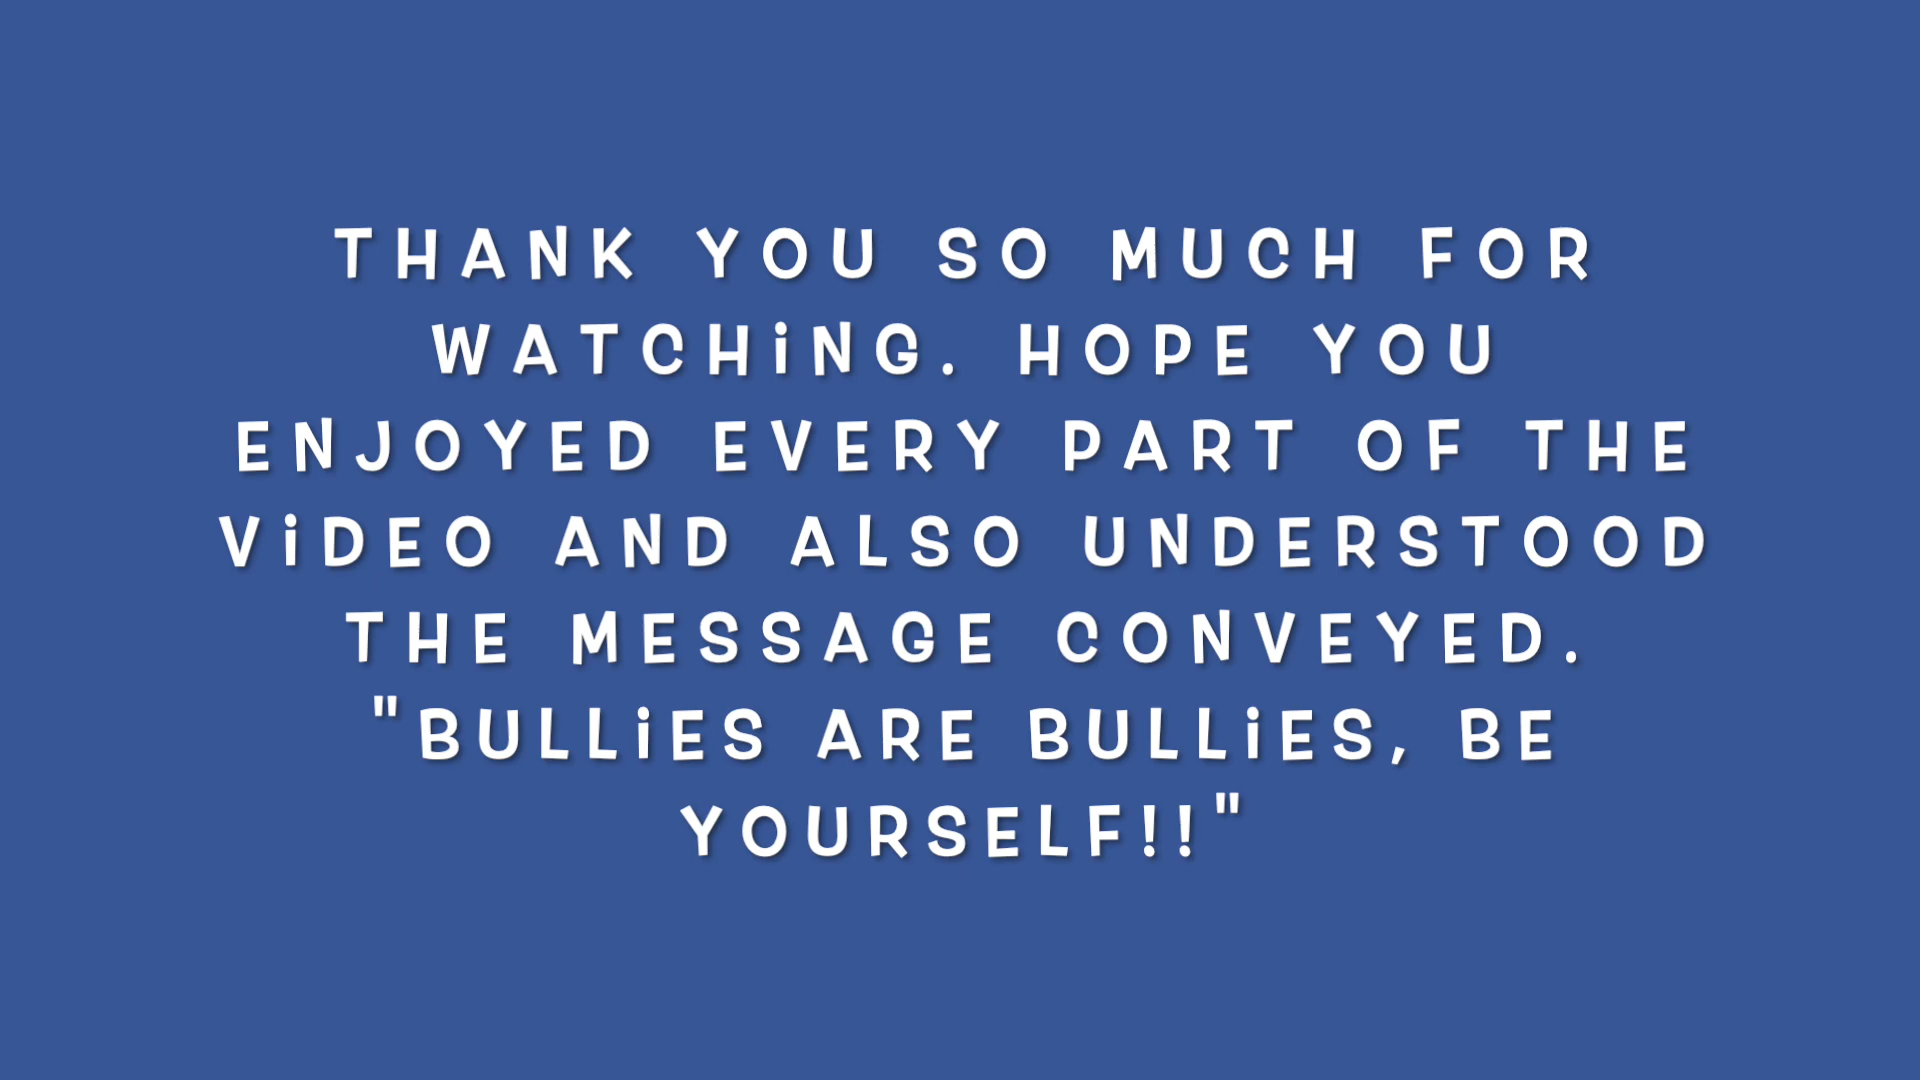 THANK YOU SO MUCH FOR
WATCHiNG. HOPE YOU
ENJOYED EVERY PART OF THE
ViDEO AND ALSO UNDERSTOOD
THE MESSAGE CONVEYED.
"BULLiES ARE BULLiES, BE
YOURSELF!!"